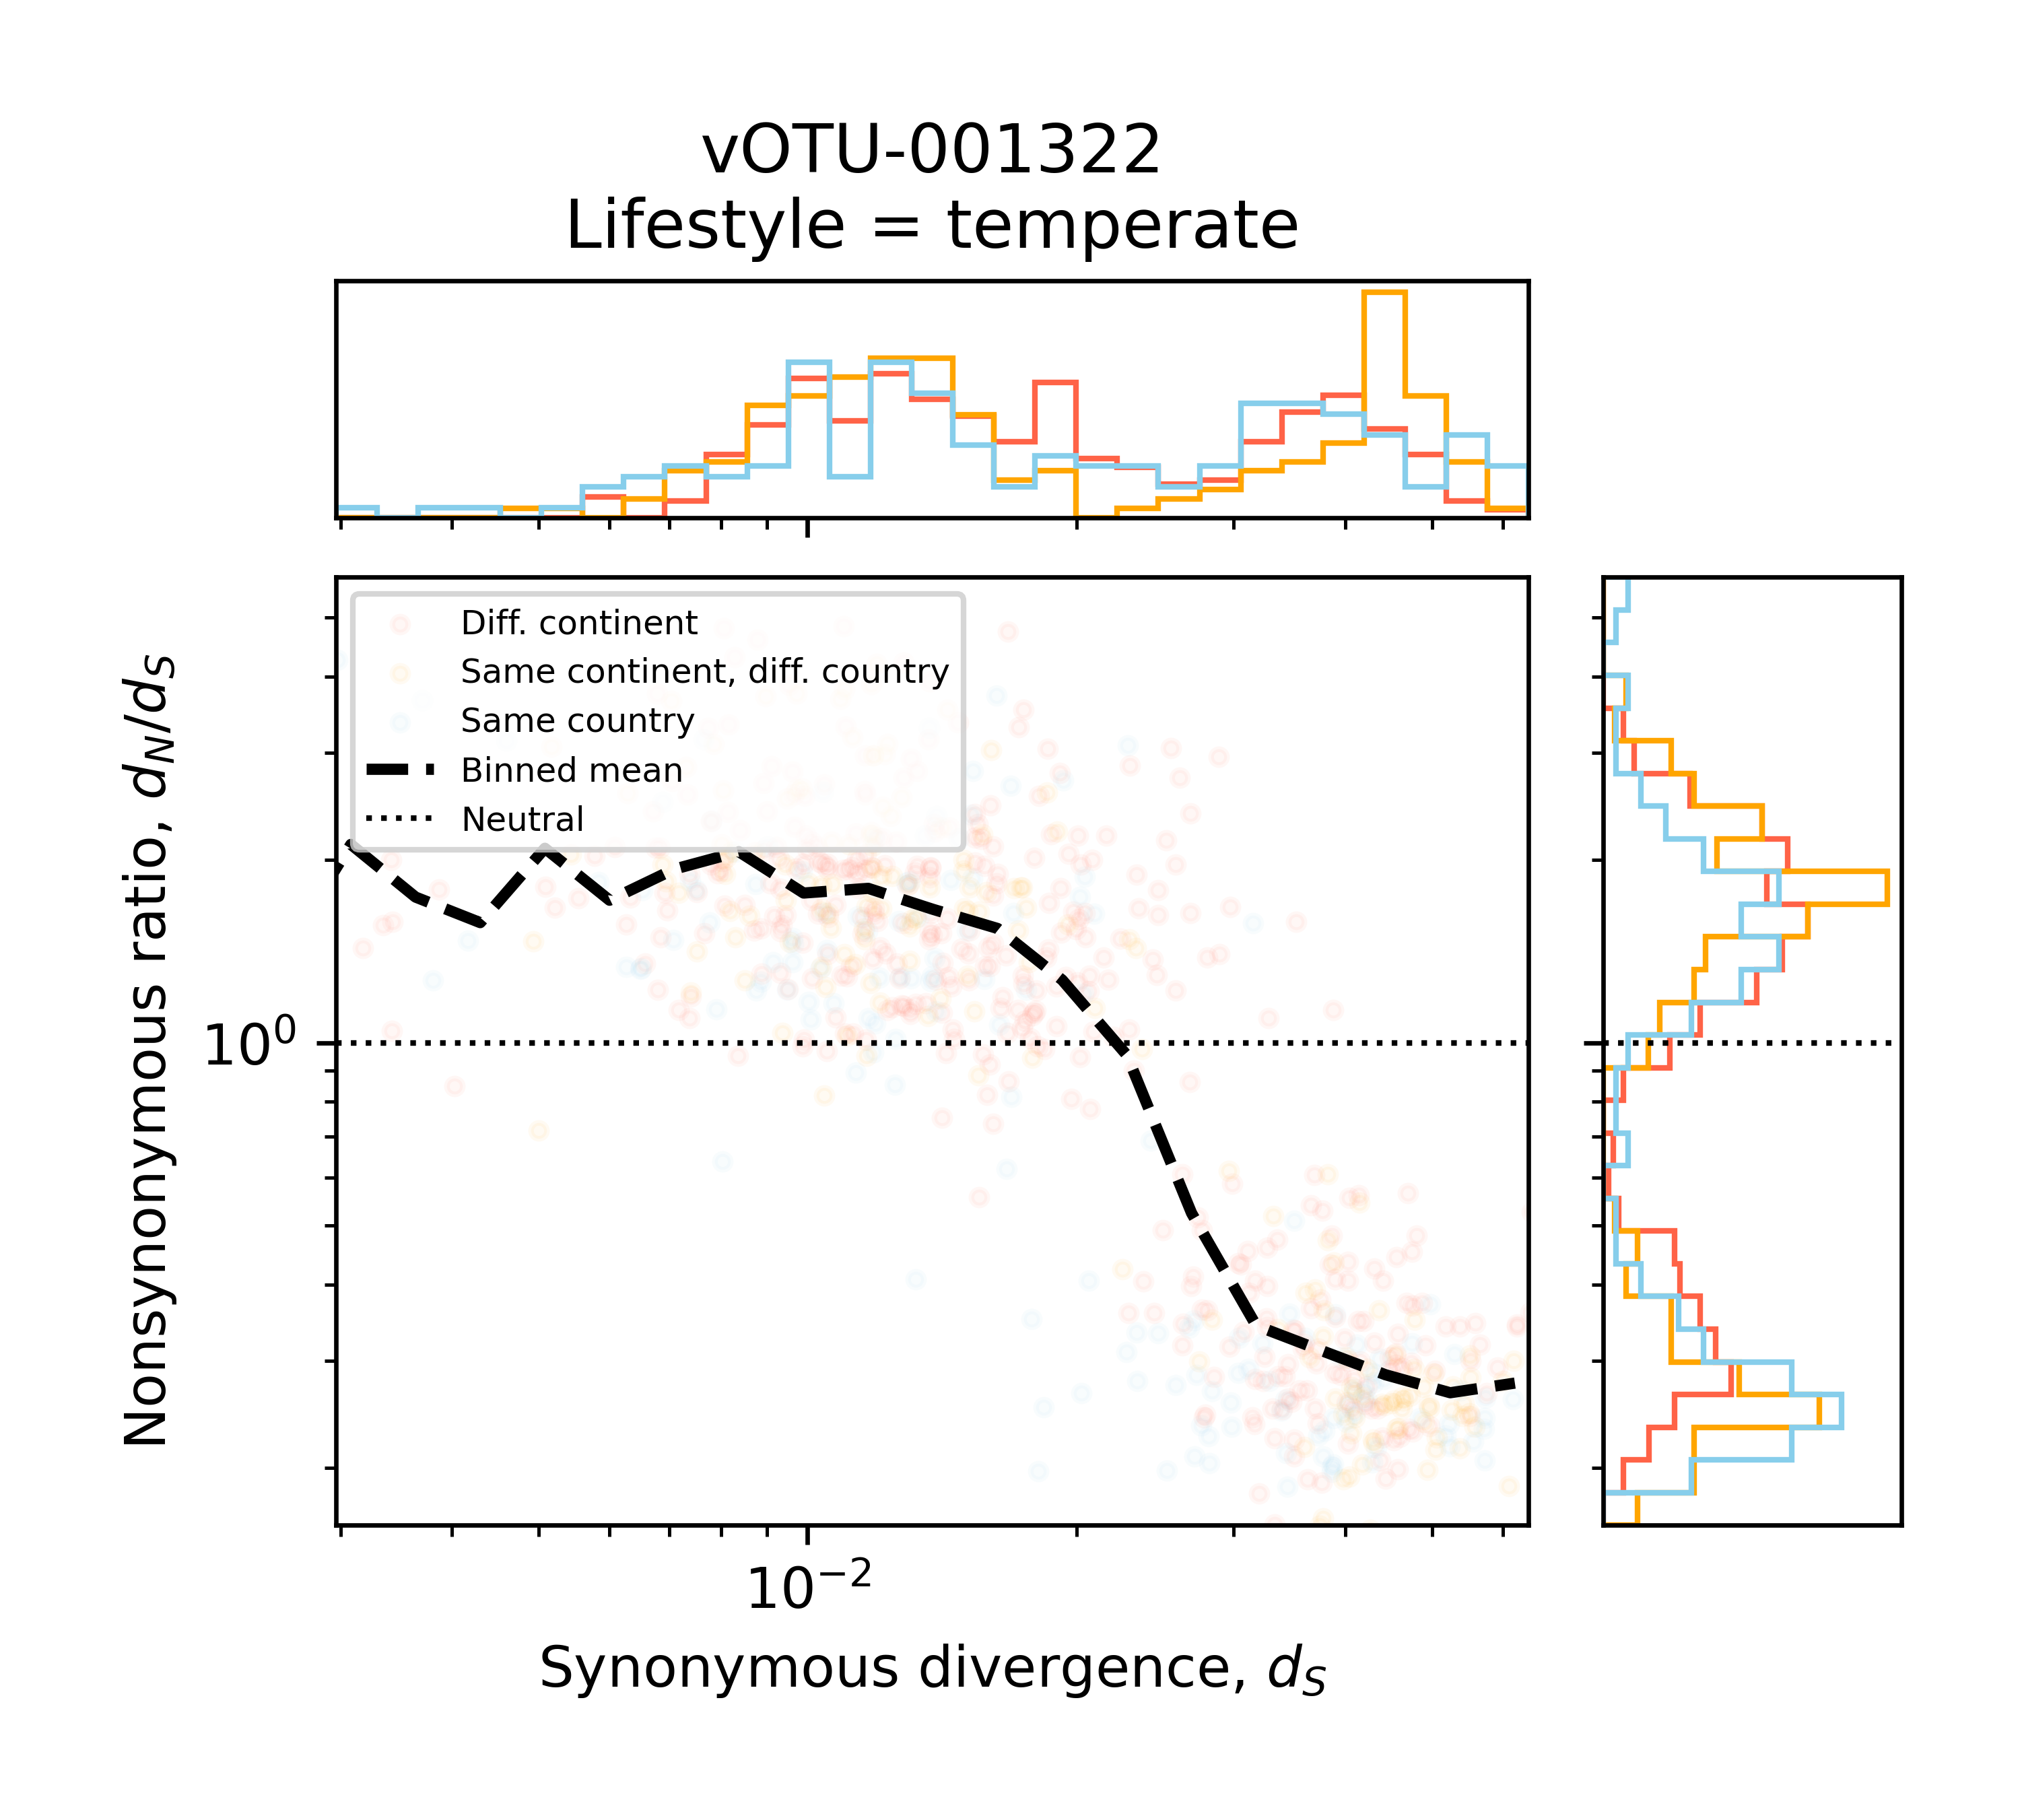 vOTU-001322
Lifestyle = temperate
Diff. continent
Same continent, diff. country
Same country
Binned mean
Neutral
Nonsynonymous ratio, d_N/d_S
10^0
10^-2
Synonymous divergence, d_S